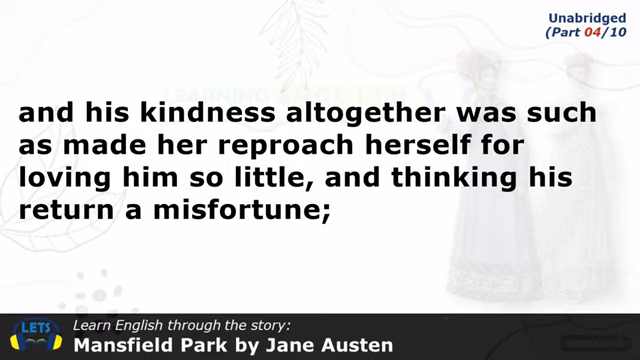 Unabridged
(Part 04/10
and his kindness altogether was such
as made her reproach herself for
loving him so little, and thinking his
return a misfortune;
LETS
Learn English through the story:
Mansfield Park by Jane Austen